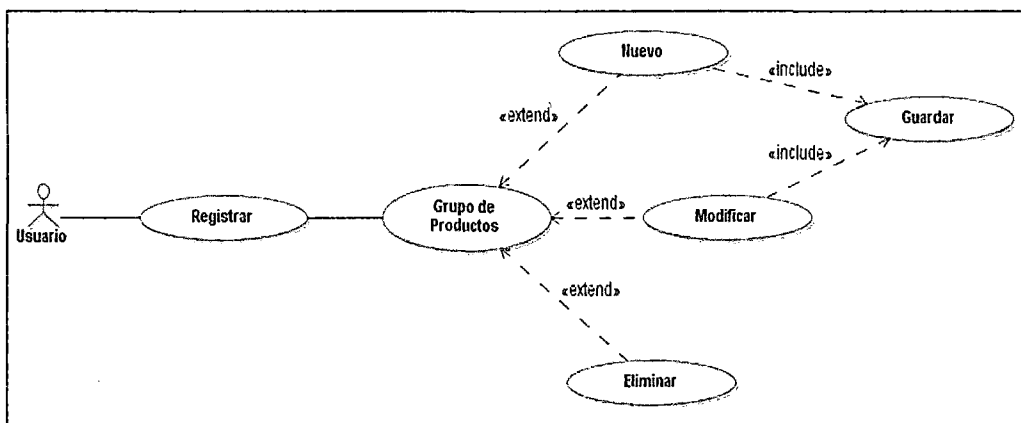 Nuevo
«include»
«extend»
Guardar
«include»
Usuario
Registrar
Grupo de
Productos
«extend»
Modificar
«extend»
Eliminar